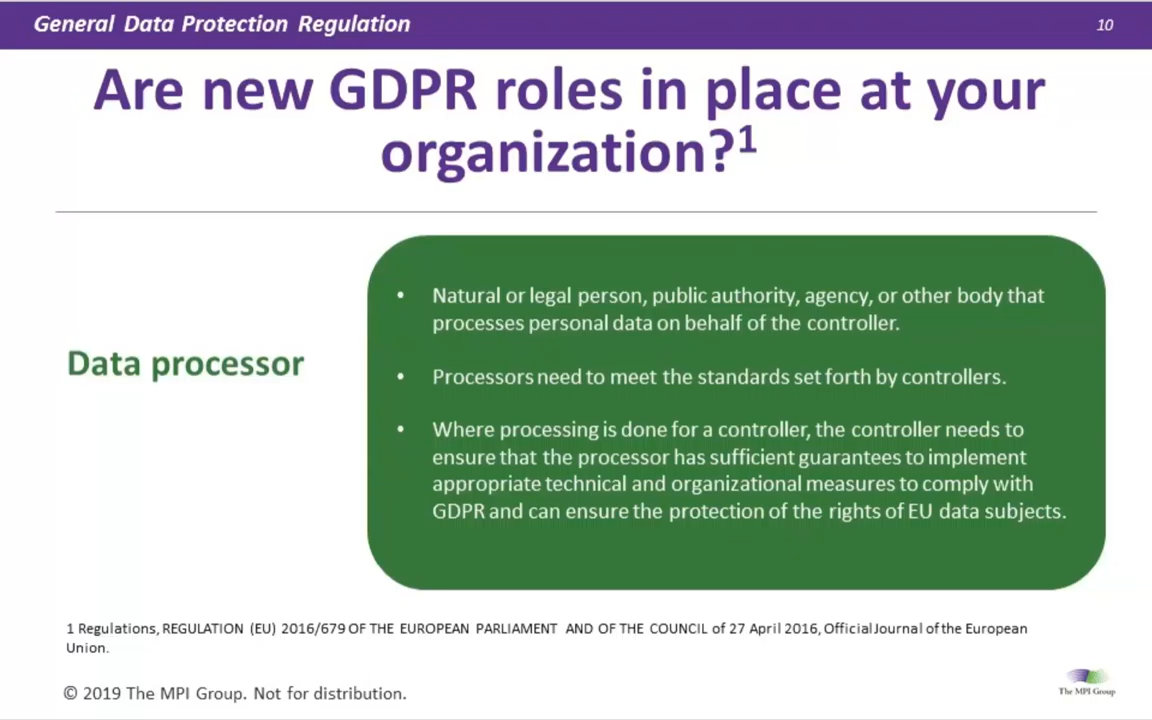 General Data Protection Regulation
10
Are new GDPR roles in place at your
organization?1
Data processor
• Natural or legal person, public authority, agency, or other body that
processes personal data on behalf of the controller.
• Processors need to meet the standards set forth by controllers.
• Where processing is done for a controller, the controller needs to
ensure that the processor has sufficient guarantees to implement
appropriate technical and organizational measures to comply with
GDPR and can ensure the protection of the rights of EU data subjects.
1 Regulations, REGULATION (EU) 2016/679 OF THE EUROPEAN PARLIAMENT AND OF THE COUNCIL of 27 April 2016, Official Journal of the European
Union.
© 2019 The MPI Group. Not for distribution.
The MPI Group